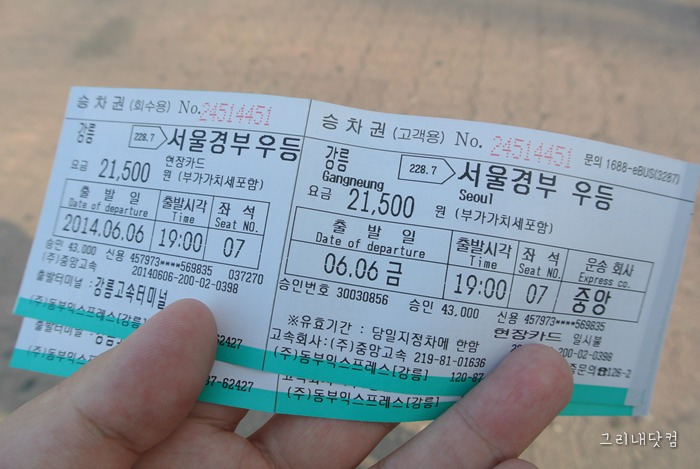 승 차 권 (회수용) No. 24514451
강릉 228.7 서울경부 우등
현장카드
요금 21,500 원 (부가가치세포함)
출 발 일 출발시각 좌 석
Date of departure Time Seat NO.
2014.06.06 19:00 07
승인 43,000 신용 457973****569835 037270
(주)중앙고속 20140606-200-02-0398
출발터미널 : 강릉고속터미널
(주)동부익스프레스[강릉]
62427
37-62427
승 차 권 (고객용) No. 24514451 문의 1688-eBUS(3287)
강릉 228.7 서울경부 우등
Gangneung Seoul
요금 21,500 원 (부가가치세포함)
출 발 일 출발시각 좌 석 운송 회사
Date of departure Time Seat NO. Express co.
06.06 금 19:00 07 중앙
승인번호 30030856 승인 43,000 신용 457973****569835
※유효기간 : 당일지정차에 한함 현장카드 일시불
고속회사:(주)중앙고속 219-81-01636 200-02-0398
(주)동부익스프레스[강릉] 120-87
(주)동부익스프레스[강릉]
그리내닷컴